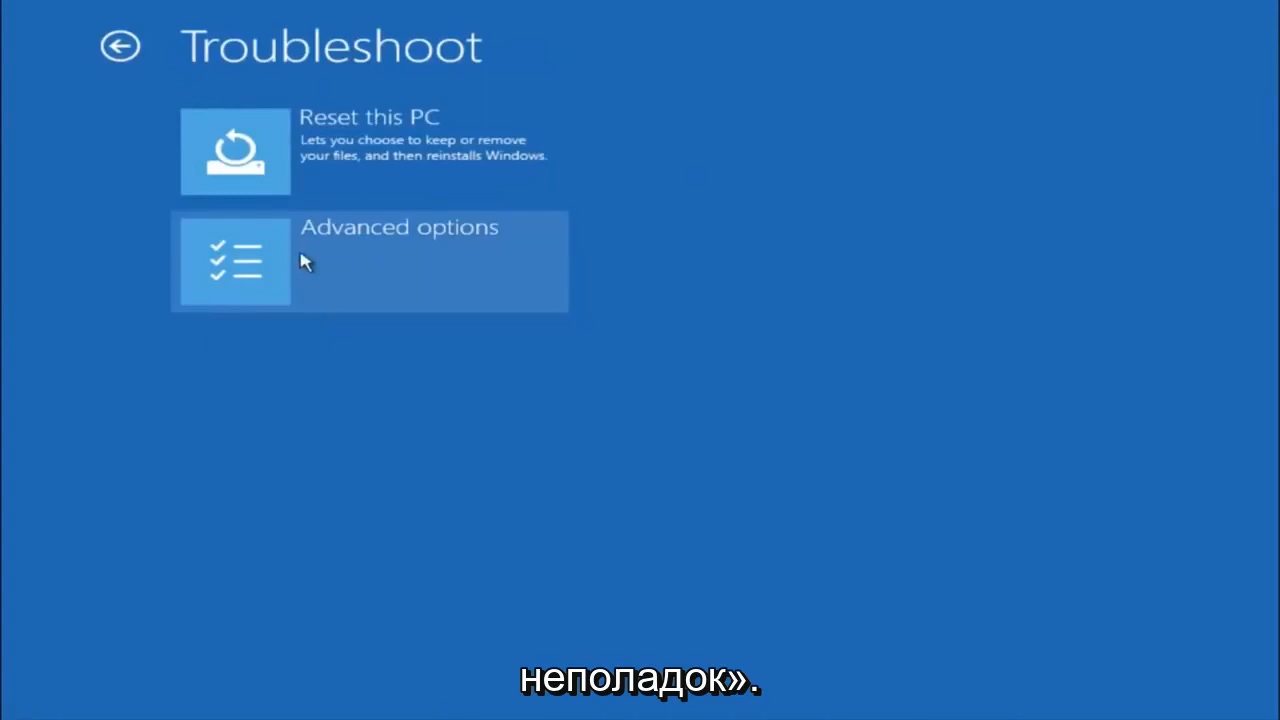 Troubleshoot
Reset this PC
Lets you choose to keep or remove
your files, and then reinstalls Windows.
Advanced options
неполадок».